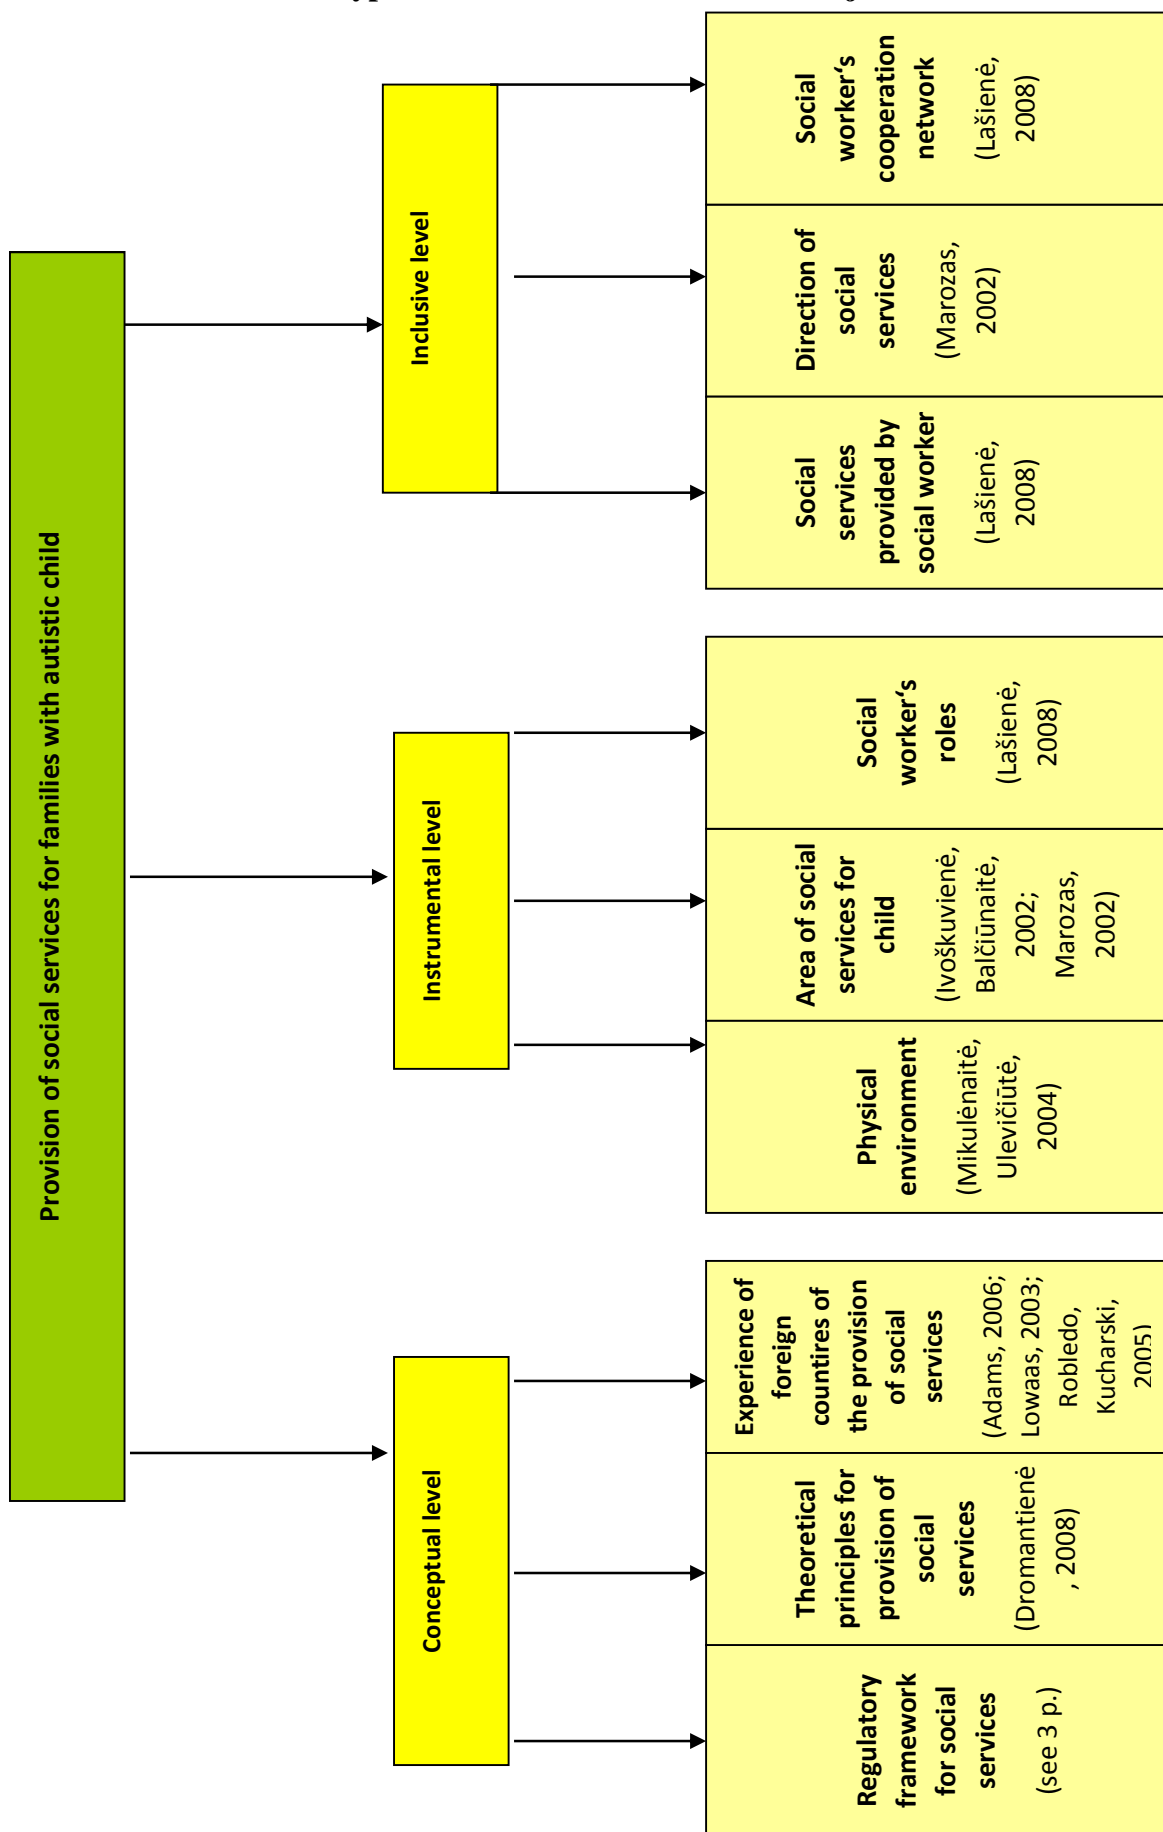 Provision of social services for families with autistic child
Conceptual level
Regulatory
framework
for social
services
(see 3 p.)
Theoretical
principles for
provision of
social
services
(Dromantienė
, 2008)
Experience of
foreign
countires of
the provision
of social
services
(Adams, 2006;
Lowaas, 2003;
Robledo,
Kucharski,
2005)
Instrumental level
Physical
environment
(Mikulėnaitė,
Ulevičiūtė,
2004)
Area of social
services for
child
(Ivoškuvienė,
Balčiūnaitė,
2002;
Marozas,
2002)
Social
worker‘s
roles
(Lašienė,
2008)
Inclusive level
Social
services
provided by
social worker
(Lašienė,
2008)
Direction of
social
services
(Marozas,
2002)
Social
worker‘s
cooperation
network
(Lašienė,
2008)